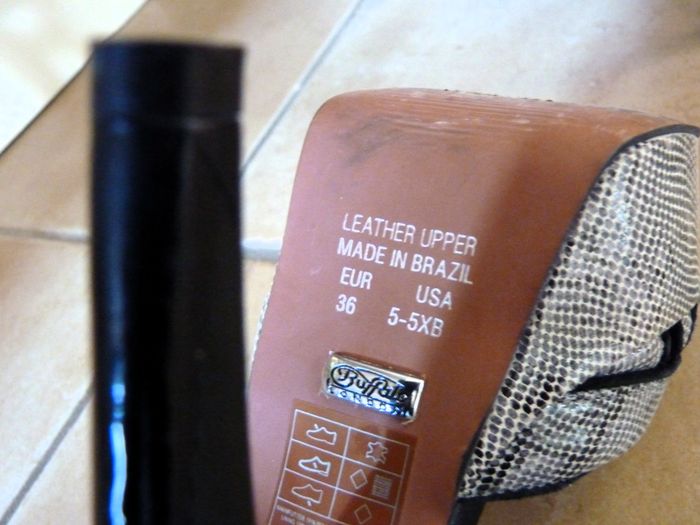 LEATHER UPPER
MADE IN BRAZIL
EUR USA
36 5-5XB
Buffalo
LONDON